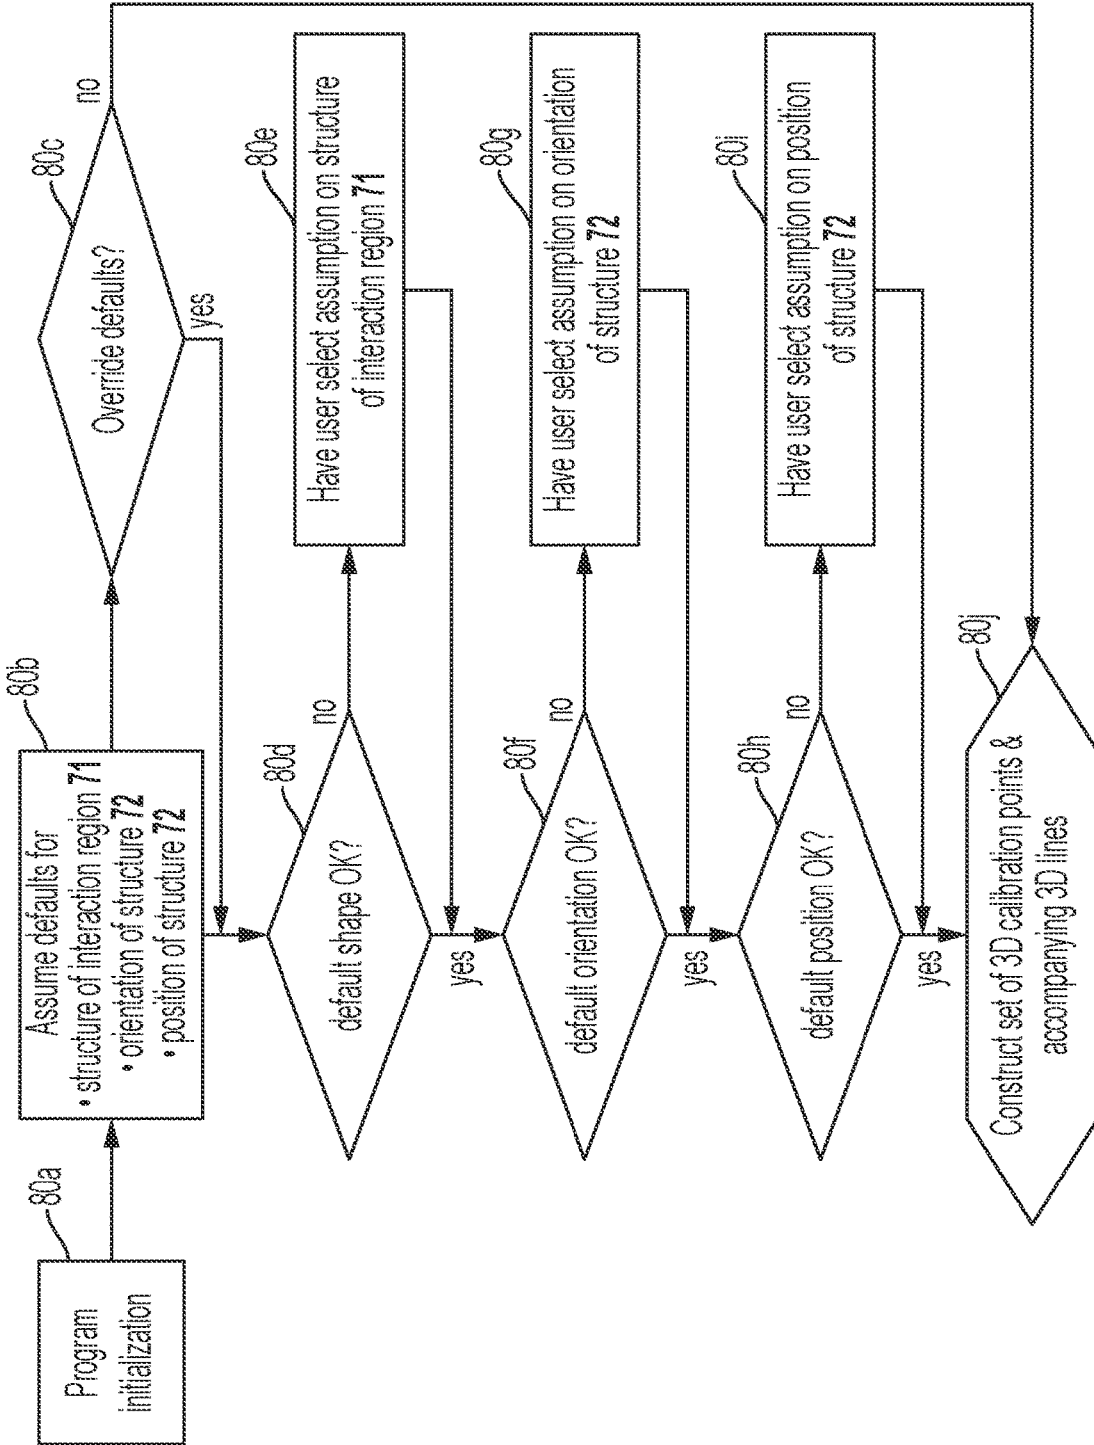 Program
initialization
80a
Assume defaults for
• structure of interaction region 71
• orientation of structure 72
• position of structure 72
80b
Override defaults?
80c
no
yes
default shape OK?
80d
no
yes
Have user select assumption on structure
of interaction region 71
80e
default orientation OK?
80f
no
yes
Have user select assumption on orientation
of structure 72
80g
default position OK?
80h
no
yes
Have user select assumption on position
of structure 72
80i
Construct set of 3D calibration points &
accompanying 3D lines
80j